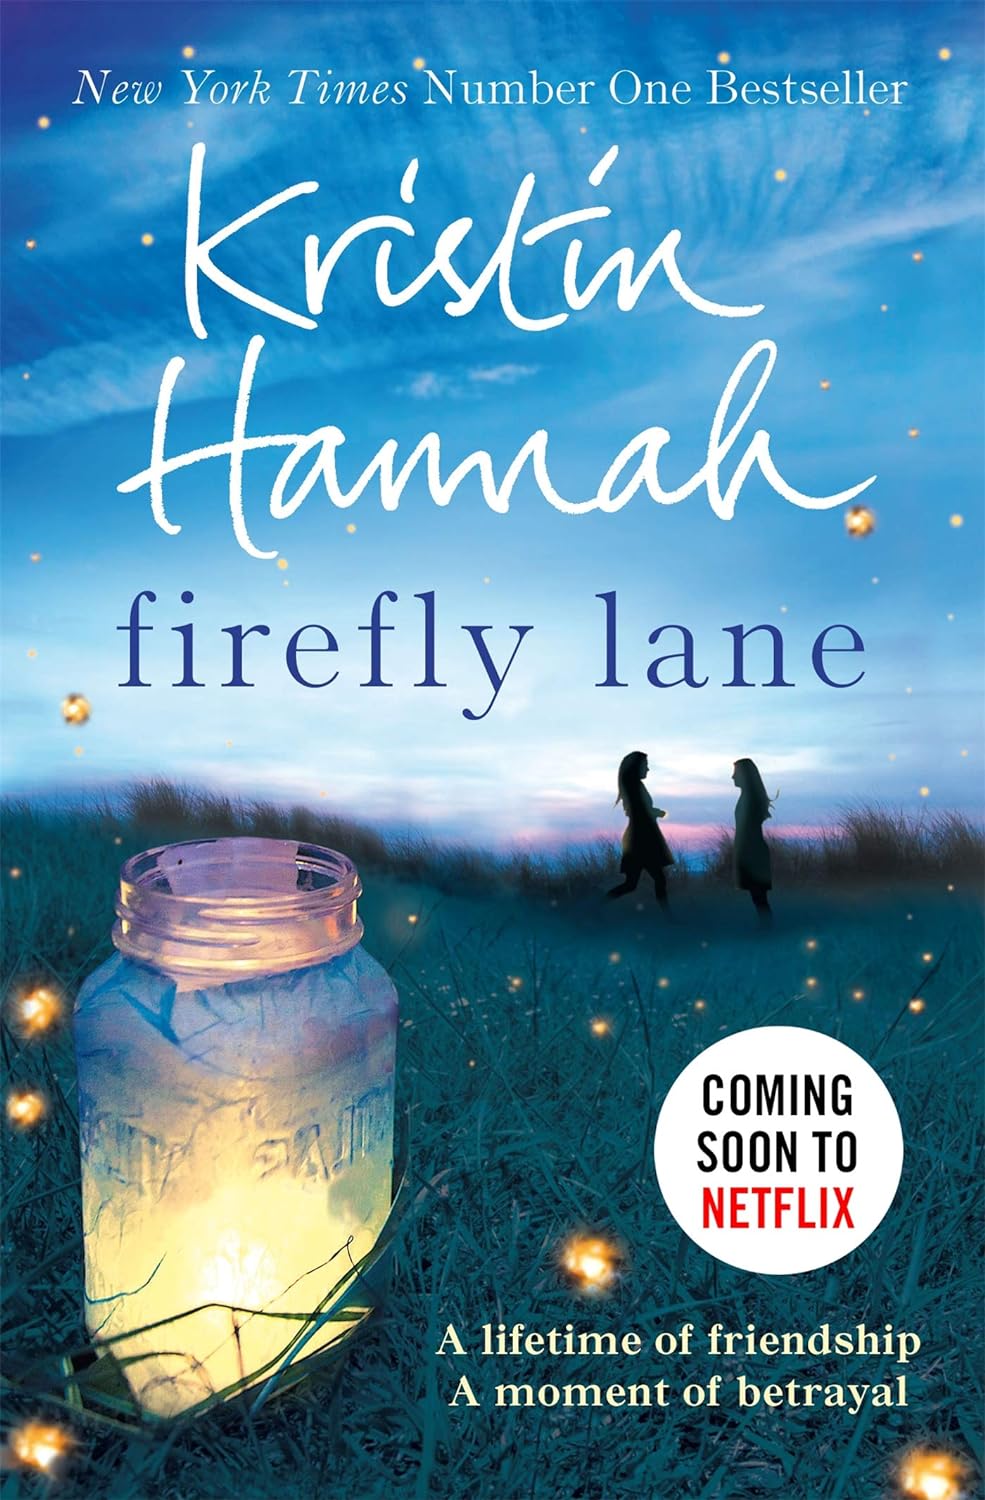 New York Times Number One Bestseller
Kristin
Hannah
firefly lane
COMING
SOON TO
NETFLIX
A lifetime of friendship
A moment of betrayal